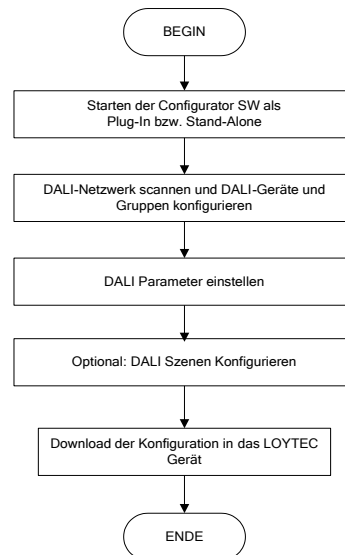 BEGIN
Starten der Configurator SW als
Plug-In bzw. Stand-Alone
DALI-Netzwerk scannen und DALI-Geräte und
Gruppen konfigurieren
DALI Parameter einstellen
Optional: DALI Szenen Konfigurieren
Download der Konfiguration in das LOYTEC
Gerät
ENDE